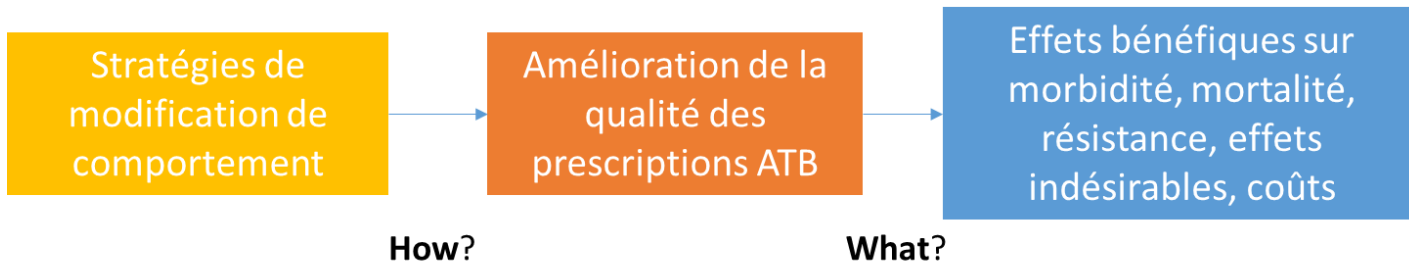 Stratégies de
modification de
comportement
Amélioration de la
qualité des
prescriptions ATB
Effets bénéfiques sur
morbidité, mortalité,
résistance, effets
indésirables, coûts
How?
What?